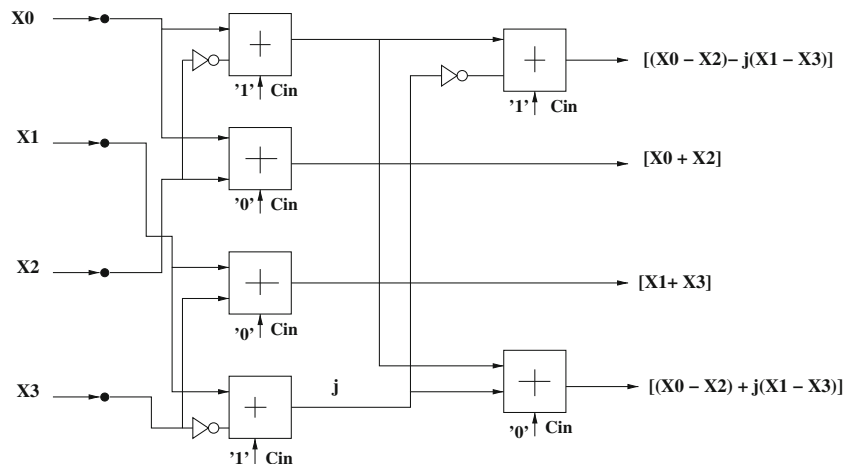 X0
[(X0 – X2)– j(X1 – X3)]
'1' Cin
'1' Cin
X1
[X0 + X2]
'0' Cin
X2
[X1+ X3]
'0' Cin
X3
j
[(X0 – X2) + j(X1 – X3)]
'0' Cin
'1' Cin